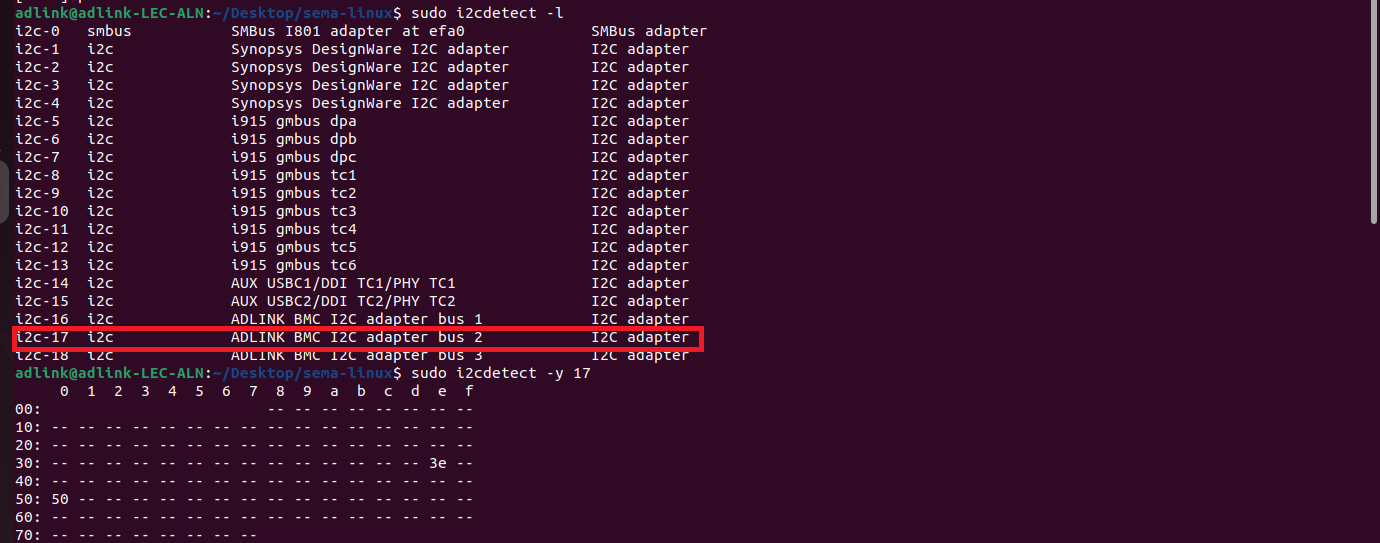 adlink@adlink-LEC-ALN:~/Desktop/sema-linux$ sudo i2cdetect -l
i2c-0   smbus           SMBus I801 adapter at efa0              SMBus adapter
i2c-1   i2c             Synopsys DesignWare I2C adapter         I2C adapter
i2c-2   i2c             Synopsys DesignWare I2C adapter         I2C adapter
i2c-3   i2c             Synopsys DesignWare I2C adapter         I2C adapter
i2c-4   i2c             Synopsys DesignWare I2C adapter         I2C adapter
i2c-5   i2c             i915 gmbus dpa                          I2C adapter
i2c-6   i2c             i915 gmbus dpb                          I2C adapter
i2c-7   i2c             i915 gmbus dpc                          I2C adapter
i2c-8   i2c             i915 gmbus tc1                          I2C adapter
i2c-9   i2c             i915 gmbus tc2                          I2C adapter
i2c-10  i2c             i915 gmbus tc3                          I2C adapter
i2c-11  i2c             i915 gmbus tc4                          I2C adapter
i2c-12  i2c             i915 gmbus tc5                          I2C adapter
i2c-13  i2c             i915 gmbus tc6                          I2C adapter
i2c-14  i2c             AUX USBC1/DDI TC1/PHY TC1               I2C adapter
i2c-15  i2c             AUX USBC2/DDI TC2/PHY TC2               I2C adapter
i2c-16  i2c             ADLINK BMC I2C adapter bus 1            I2C adapter
i2c-17  i2c             ADLINK BMC I2C adapter bus 2            I2C adapter
i2c-18  i2c             ADLINK BMC I2C adapter bus 3            I2C adapter
adlink@adlink-LEC-ALN:~/Desktop/sema-linux$ sudo i2cdetect -y 17
     0  1  2  3  4  5  6  7  8  9  a  b  c  d  e  f
00:                         -- -- -- -- -- -- -- --
10: -- -- -- -- -- -- -- -- -- -- -- -- -- -- -- --
20: -- -- -- -- -- -- -- -- -- -- -- -- -- -- -- --
30: -- -- -- -- -- -- -- -- -- -- -- -- -- -- 3e --
40: -- -- -- -- -- -- -- -- -- -- -- -- -- -- -- --
50: 50 -- -- -- -- -- -- -- -- -- -- -- -- -- -- --
60: -- -- -- -- -- -- -- -- -- -- -- -- -- -- -- --
70: -- -- -- -- -- -- -- --